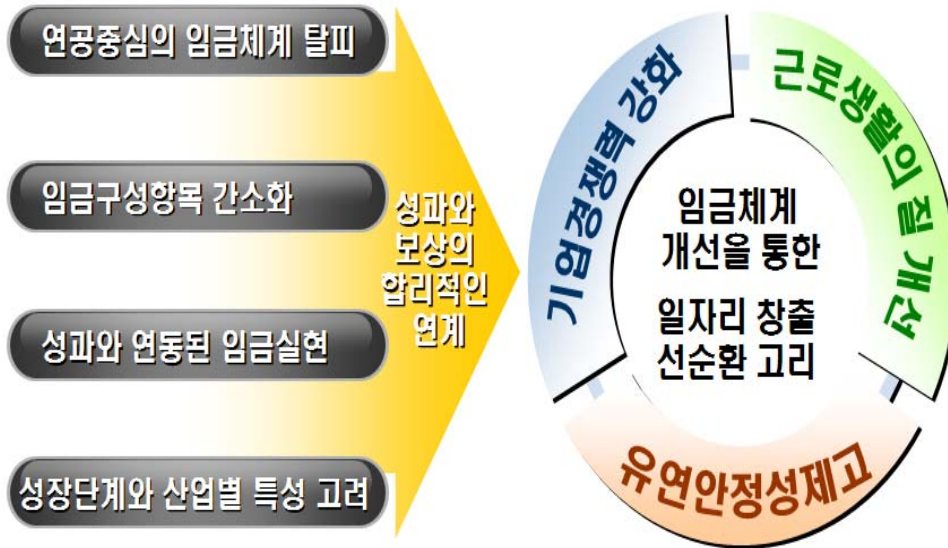 연공중심의 임금체계 탈피
임금구성항목 간소화
성과와 연동된 임금실현
성장단계와 산업별 특성 고려
성과와
보상의
합리적인
연계
기업경쟁력 강화
근로생활의 질 개선
유연안정성제고
임금체계
개선을 통한
일자리 창출
선순환 고리